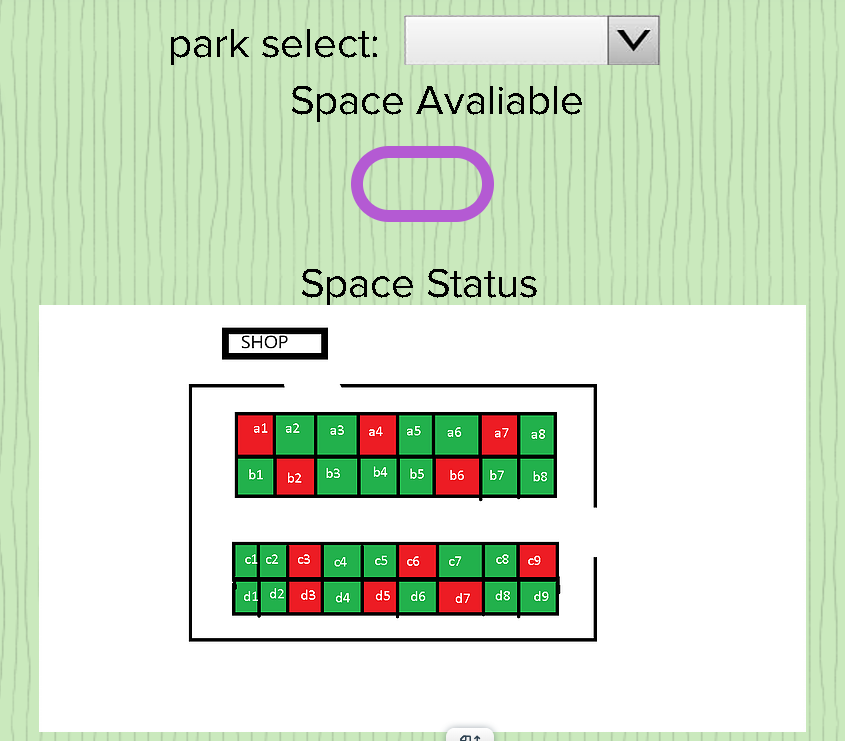 park select:
Space Avaliable
Space Status
SHOP
a1 a2 a3 a4 a5 a6 a7 a8
b1 b2 b3 b4 b5 b6 b7 b8
c1 c2 c3 c4 c5 c6 c7 c8 c9
d1 d2 d3 d4 d5 d6 d7 d8 d9